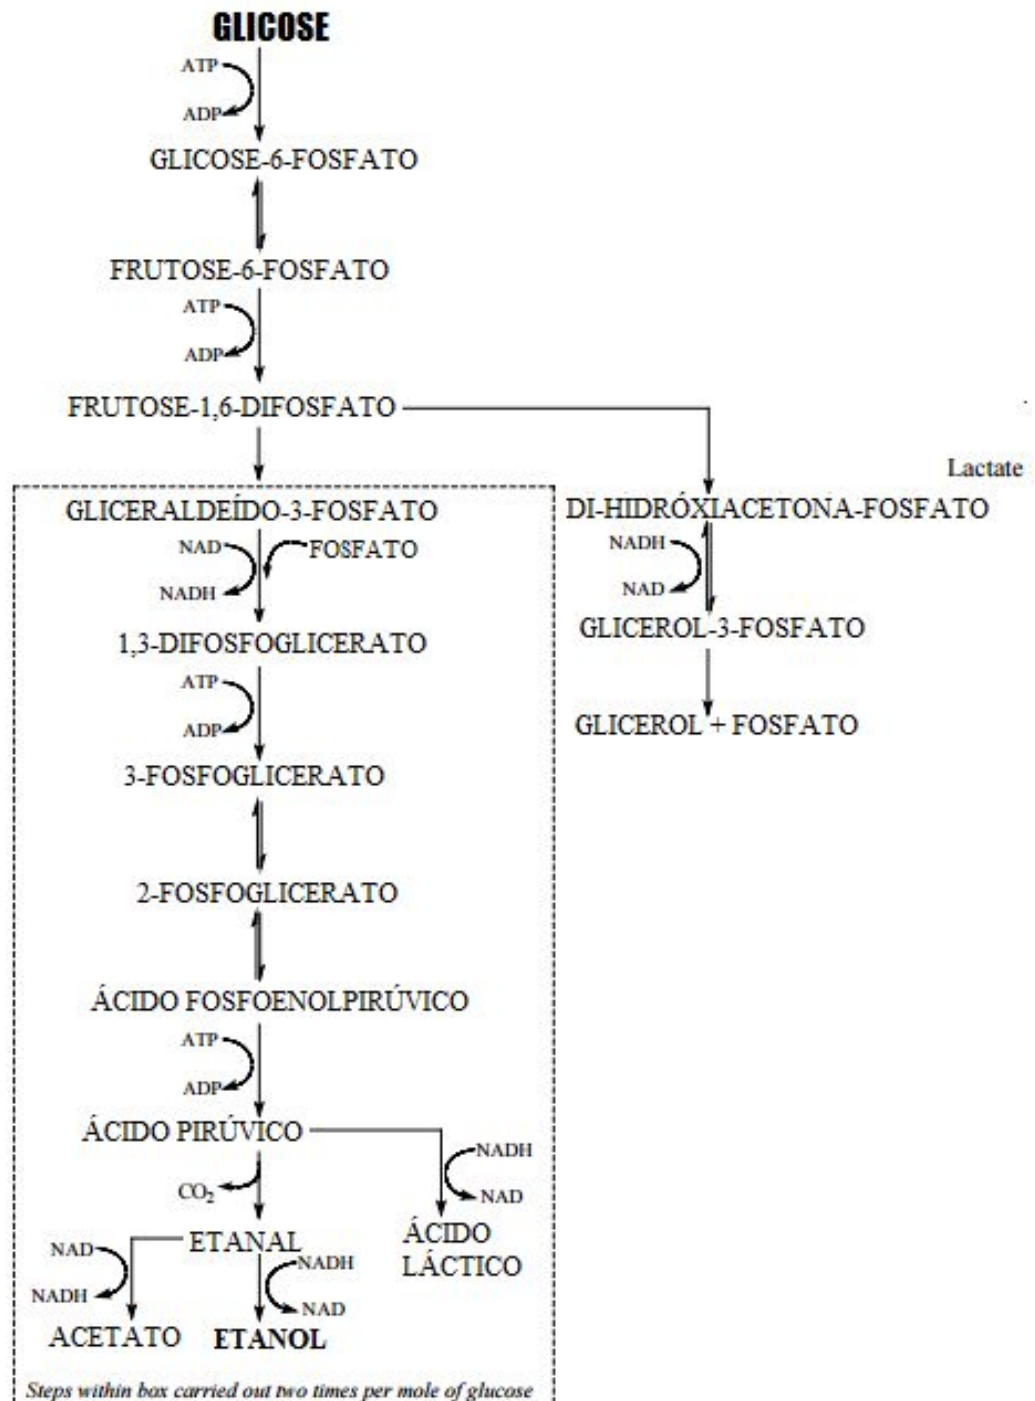 GLICOSE
ATP
ADP
GLICOSE-6-FOSFATO
FRUTOSE-6-FOSFATO
ATP
ADP
FRUTOSE-1,6-DIFOSFATO
Lactate
GLICERALDEÍDO-3-FOSFATO
DI-HIDRÓXIACETONA-FOSFATO
NAD
FOSFATO
NADH
NADH
NAD
GLICEROL-3-FOSFATO
1,3-DIFOSFOGLICERATO
ATP
ADP
GLICEROL + FOSFATO
3-FOSFOGLICERATO
2-FOSFOGLICERATO
ÁCIDO FOSFOENOLPIRÚVICO
ATP
ADP
ÁCIDO PIRÚVICO
NADH
NAD
CO₂
ETANAL
ÁCIDO
LÁCTICO
NAD
NADH
NADH
NAD
ACETATO
ETANOL
Steps within box carried out two times per mole of glucose